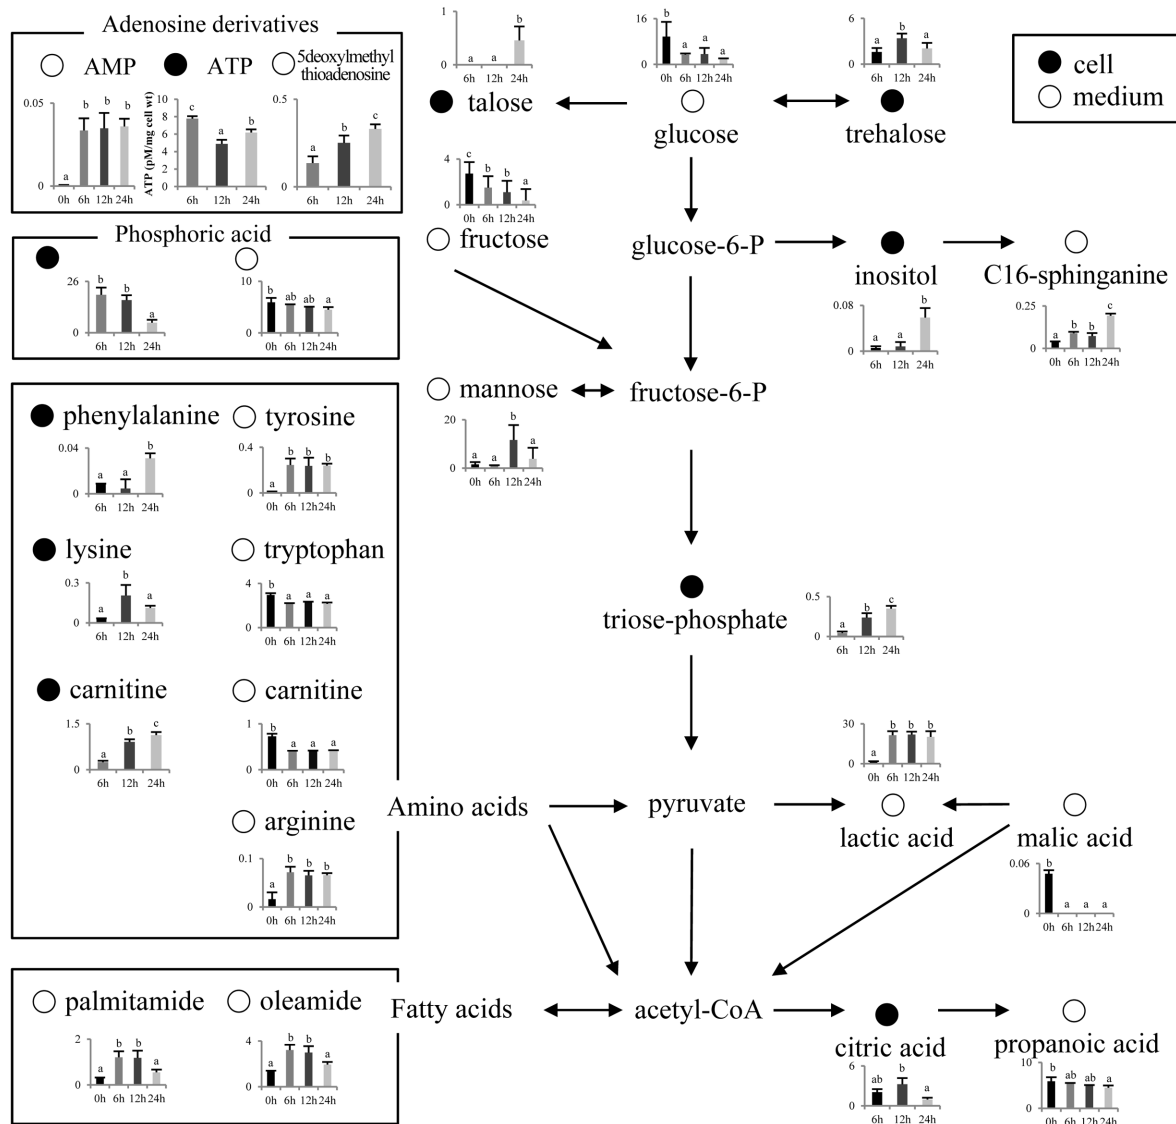 Adenosine derivatives
AMP
ATP
5deoxylmethyl
thioadenosine
0.05
0
a b b b
0h 6h 12h 24h
ATP (pM/mg cell wt)
10
8
6
4
2
0
c a b
6h 12h 24h
0.5
0
a b c
6h 12h 24h
Phosphoric acid
26
0
b b a
6h 12h 24h
10
0
b ab ab a
0h 6h 12h 24h
phenylalanine
0.04
0
a a b
6h 12h 24h
tyrosine
0.4
0
a b b b
0h 6h 12h 24h
lysine
0.3
0
a b a
6h 12h 24h
tryptophan
4
2
0
b a a a
0h 6h 12h 24h
carnitine
1.5
0
a b c
6h 12h 24h
carnitine
1
0
b a a a
0h 6h 12h 24h
arginine
0.1
0
a b b b
0h 6h 12h 24h
Amino acids
palmitamide
2
0
a b b a
0h 6h 12h 24h
oleamide
4
0
a b b a
0h 6h 12h 24h
Fatty acids
1
0
a a b
6h 12h 24h
talose
16
0
b a a a
0h 6h 12h 24h
glucose
6
0
a b a
6h 12h 24h
trehalose
cell
medium
4
2
0
c b b a
0h 6h 12h 24h
fructose
glucose-6-P
inositol
0.08
0
a a b
6h 12h 24h
C16-sphinganine
0.25
0
a b b c
0h 6h 12h 24h
mannose
20
0
a a b a
0h 6h 12h 24h
fructose-6-P
triose-phosphate
0.5
0
a b c
6h 12h 24h
pyruvate
30
0
a b b b
0h 6h 12h 24h
lactic acid
malic acid
0.06
0
b a a a
0h 6h 12h 24h
acetyl-CoA
citric acid
6
0
ab b a
6h 12h 24h
propanoic acid
10
0
b ab ab a
0h 6h 12h 24h